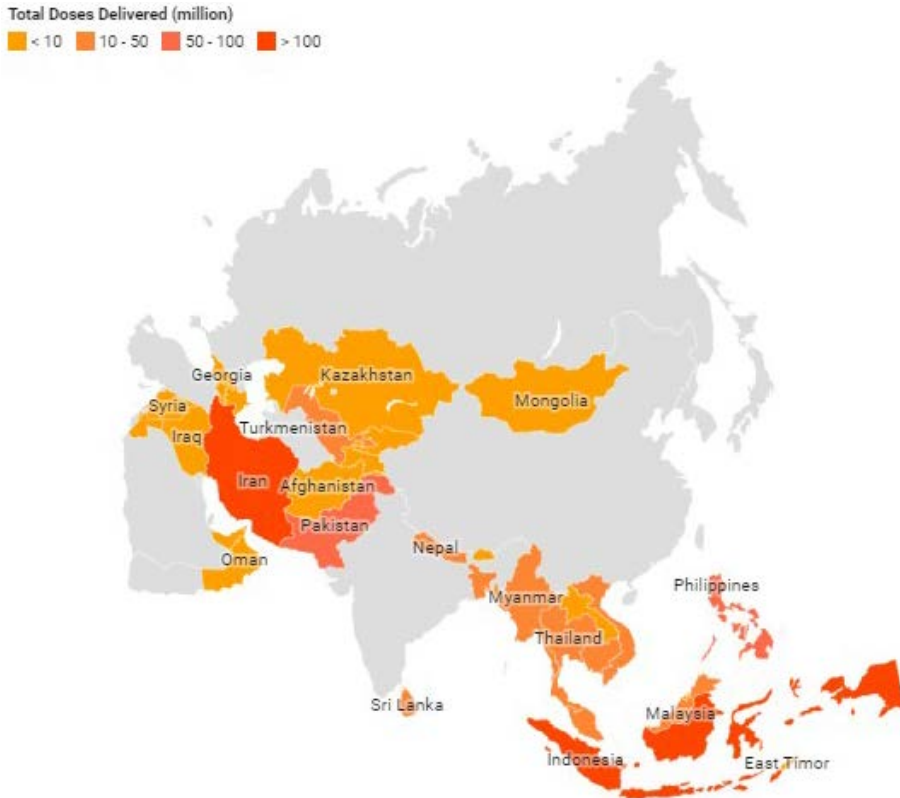 Total Doses Delivered (million)
< 10 10 - 50 50 - 100 > 100
Georgia
Kazakhstan
Mongolia
Syria
Turkmenistan
Iraq
Iran
Afghanistan
Pakistan
Nepal
Oman
Philippines
Myanmar
Thailand
Sri Lanka
Malaysia
Indonesia
East Timor